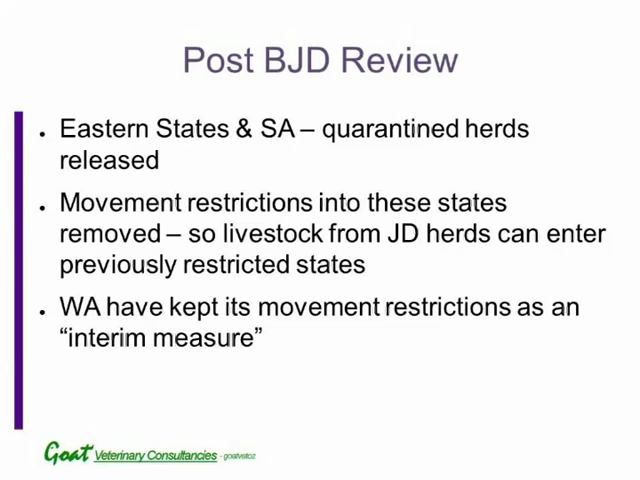 Post BJD Review
• Eastern States & SA – quarantined herds
released
• Movement restrictions into these states
removed – so livestock from JD herds can enter
previously restricted states
• WA have kept its movement restrictions as an
“interim measure”
Goat Veterinary Consultancies - goatvetoz